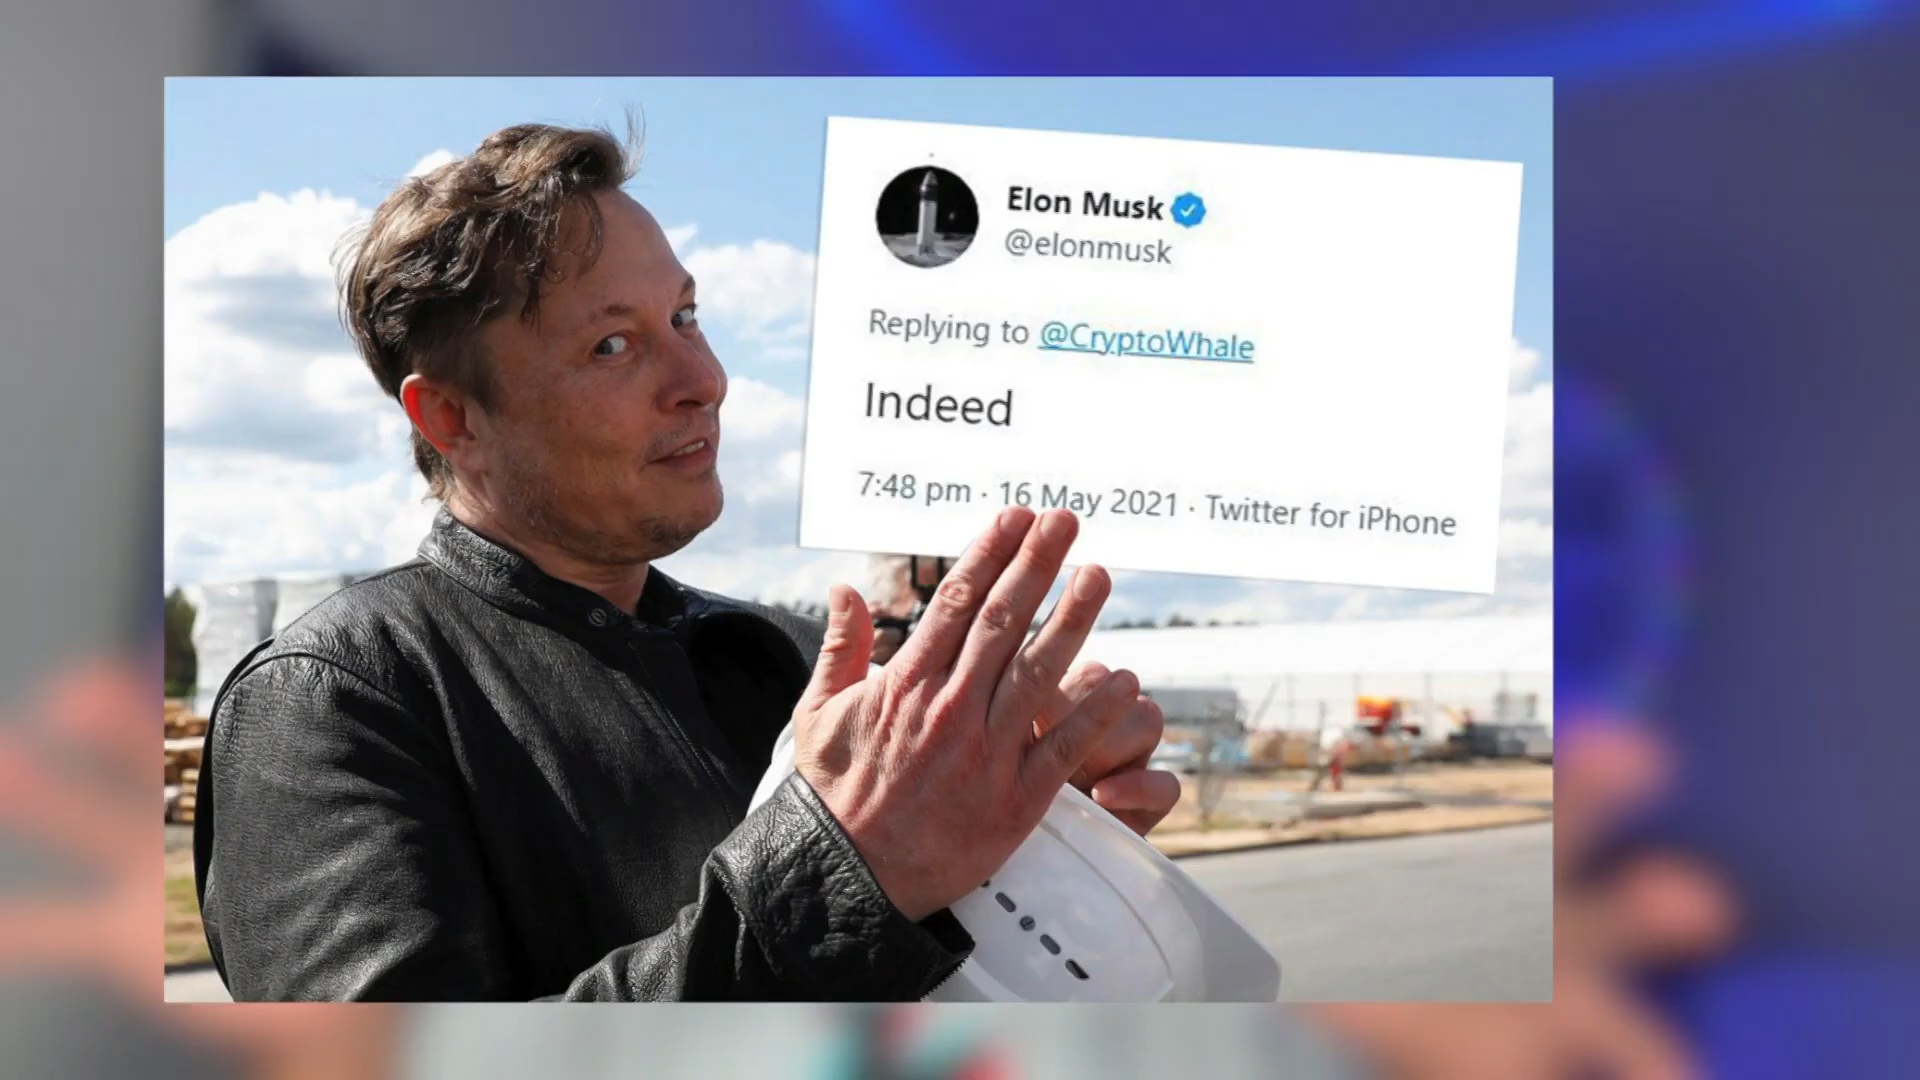 Elon Musk
@elonmusk
Replying to @CryptoWhale
Indeed
7:48 pm · 16 May 2021 · Twitter for iPhone